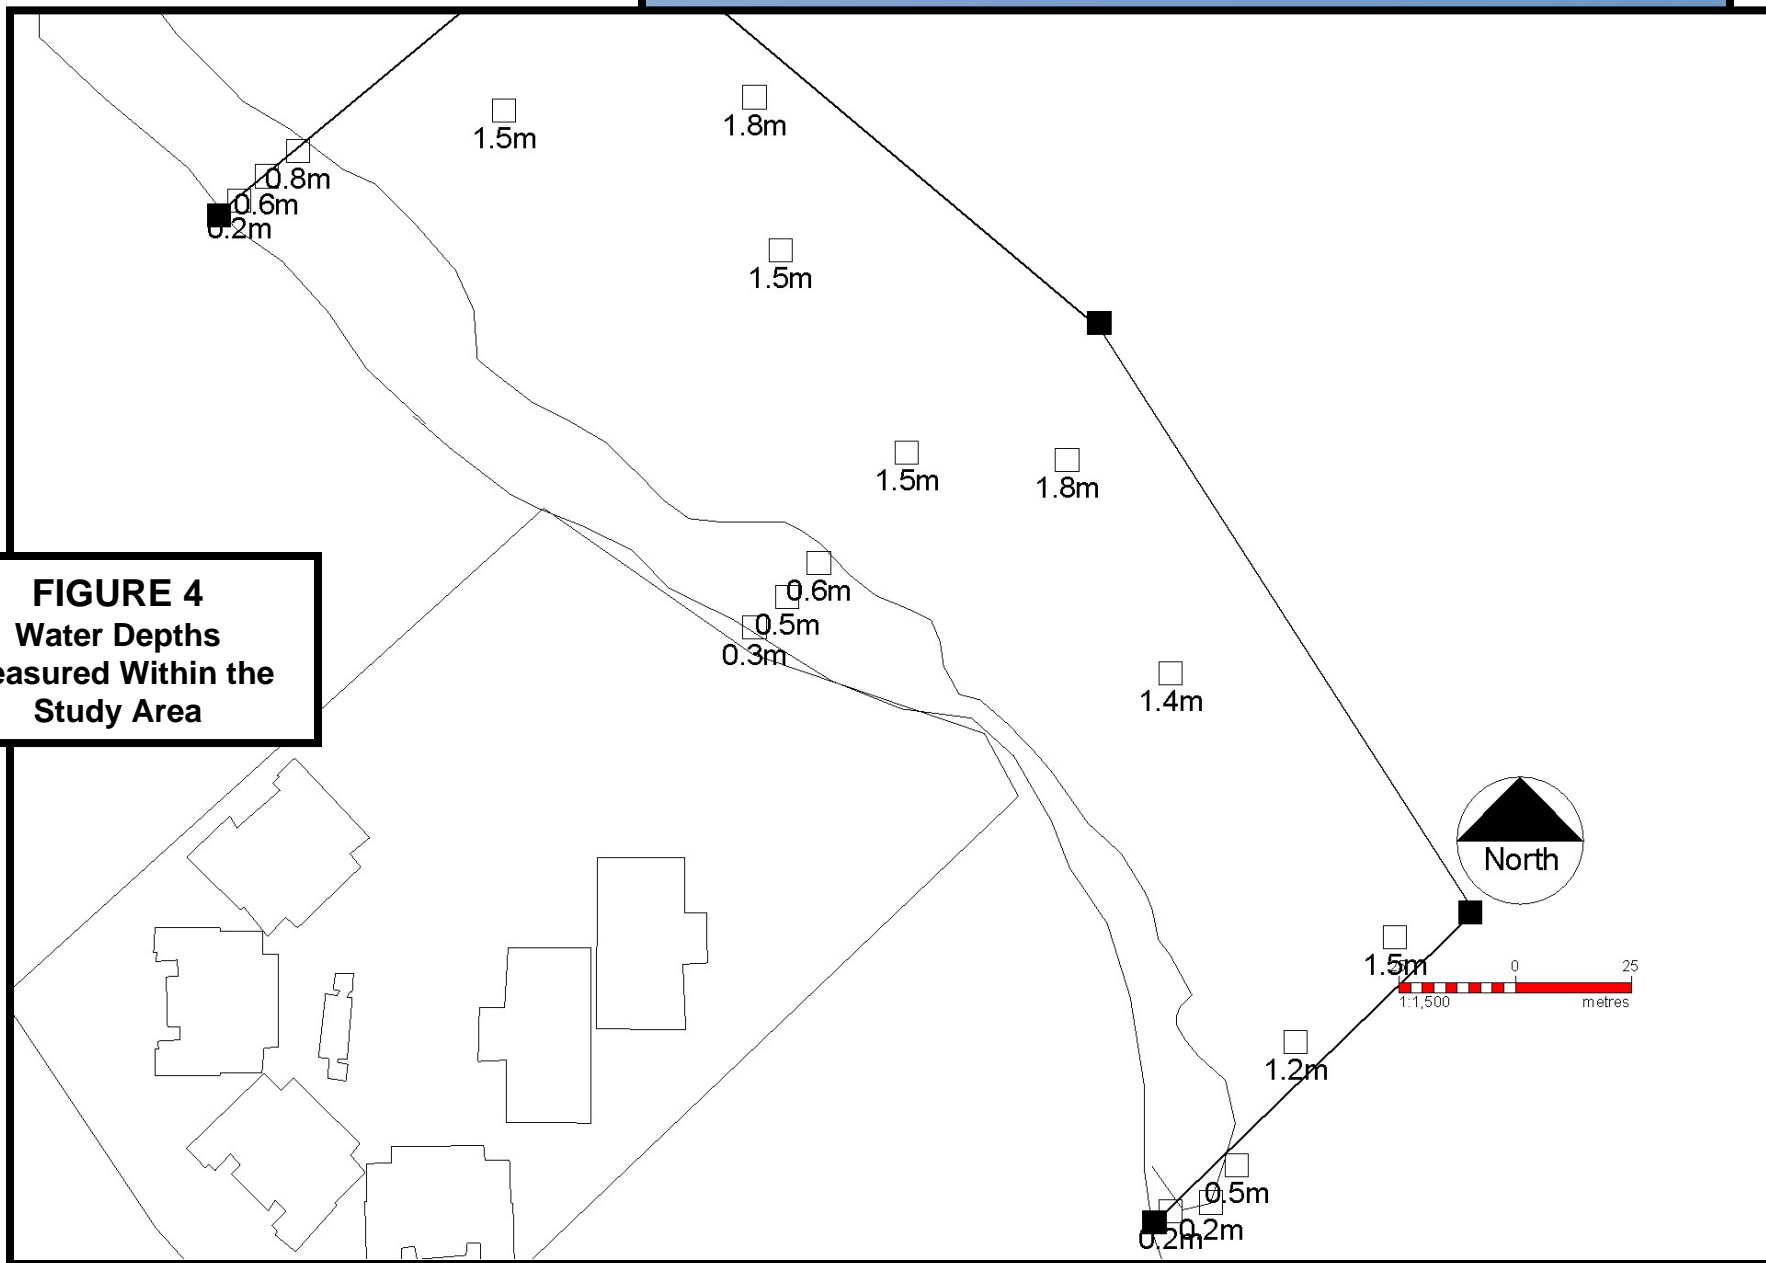 1.5m
1.8m
0.8m
0.6m
0.2m
1.5m
1.5m
1.8m
0.6m
0.5m
0.3m
FIGURE 4
Water Depths
easured Within the
Study Area
1.4m
North
1.5m
0
25
1:1,500
metres
1.2m
0.5m
0.2m
0.2m